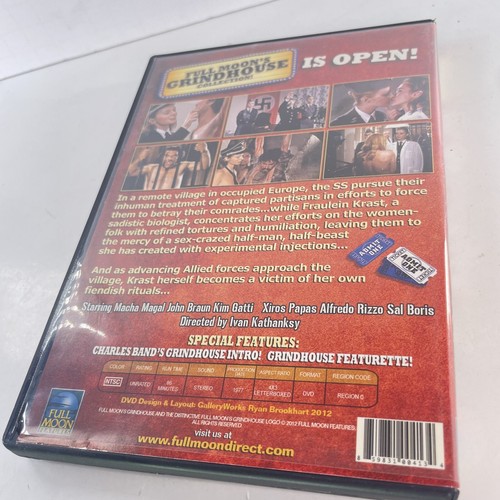 FULL MOON'S
GRINDHOUSE
COLLECTION!
IS OPEN!
In a remote village in occupied Europe, the SS pursue their
inhuman treatment of captured partisans in efforts to force
them to betray their comrades...while Fraulein Krast, a
sadistic biologist, concentrates her efforts on the women-
folk with refined tortures and humiliation, leaving them to
the mercy of a sex-crazed half-man, half-beast
she has created with experimental injections...
ADMIT
ONE
ADMIT
ONE
And as advancing Allied forces approach the
village, Krast herself becomes a victim of her own
fiendish rituals...
Starring Macha Magal John Braun Kim Gatti Xiros Papas Alfredo Rizzo Sal Boris
Directed by Ivan Kathanksy
SPECIAL FEATURES:
CHARLES BAND'S GRINDHOUSE INTRO! GRINDHOUSE FEATURETTE!
COLOR RATING RUN TIME SOUND PRODUCTION DATE ASPECT RATIO FORMAT REGION CODE
NTSC UNRATED MINUTES STEREO 1977 4X3 LETTERBOXED DVD REGION 0
DVD Design & Layout: GalleryWorks Ryan Brookhart 2012
FULL MOON'S GRINDHOUSE AND THE DISTINCTIVE FULL MOON'S GRINDHOUSE LOGO © 2012 FULL MOON FEATURES.
ALL RIGHTS RESERVED.
visit us at
www.fullmoondirect.com
FULL
MOON
FEATURES
8 59831 00415 4